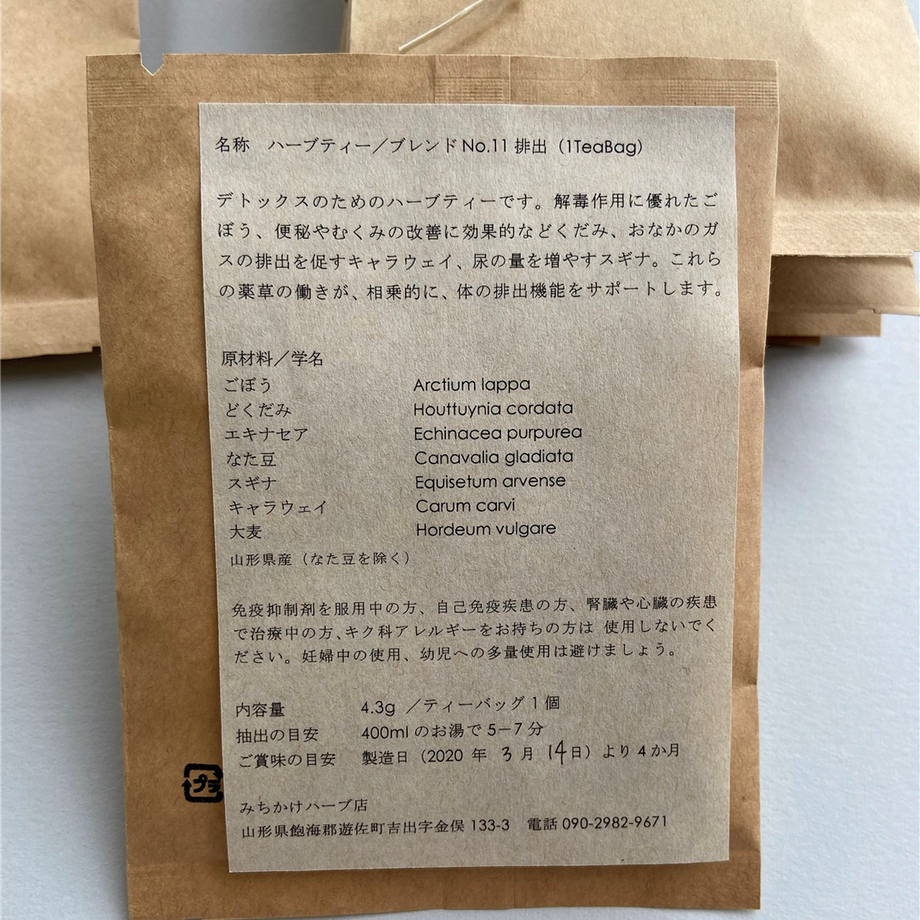 名称 ハーブティー／ブレンド No.11 排出（1TeaBag）
デトックスのためのハーブティーです。解毒作用に優れたご
ぼう、便秘やむくみの改善に効果的などくだみ、おなかのガ
スの排出を促すキャラウェイ、尿の量を増やすスギナ。これら
の薬草の働きが、相乗的に、体の排出機能をサポートします。
原材料／学名
ごぼう Arctium lappa
どくだみ Houttuynia cordata
エキナセア Echinacea purpurea
なた豆 Canavalia gladiata
スギナ Equisetum arvense
キャラウェイ Carum carvi
大麦 Hordeum vulgare
山形県産（なた豆を除く）
免疫抑制剤を服用中の方、自己免疫疾患の方、腎臓や心臓の疾患
で治療中の方、キク科アレルギーをお持ちの方は 使用しないでく
ださい。妊婦中の使用、幼児への多量使用は避けましょう。
内容量 4.3g ／ティーバッグ 1 個
抽出の目安 400ml のお湯で 5－7 分
ご賞味の目安 製造日（2020 年 3 月 14日）より 4 か月
プラ
みちかけハーブ店
山形県飽海郡遊佐町吉出字金俣 133-3 電話 090-2982-9671